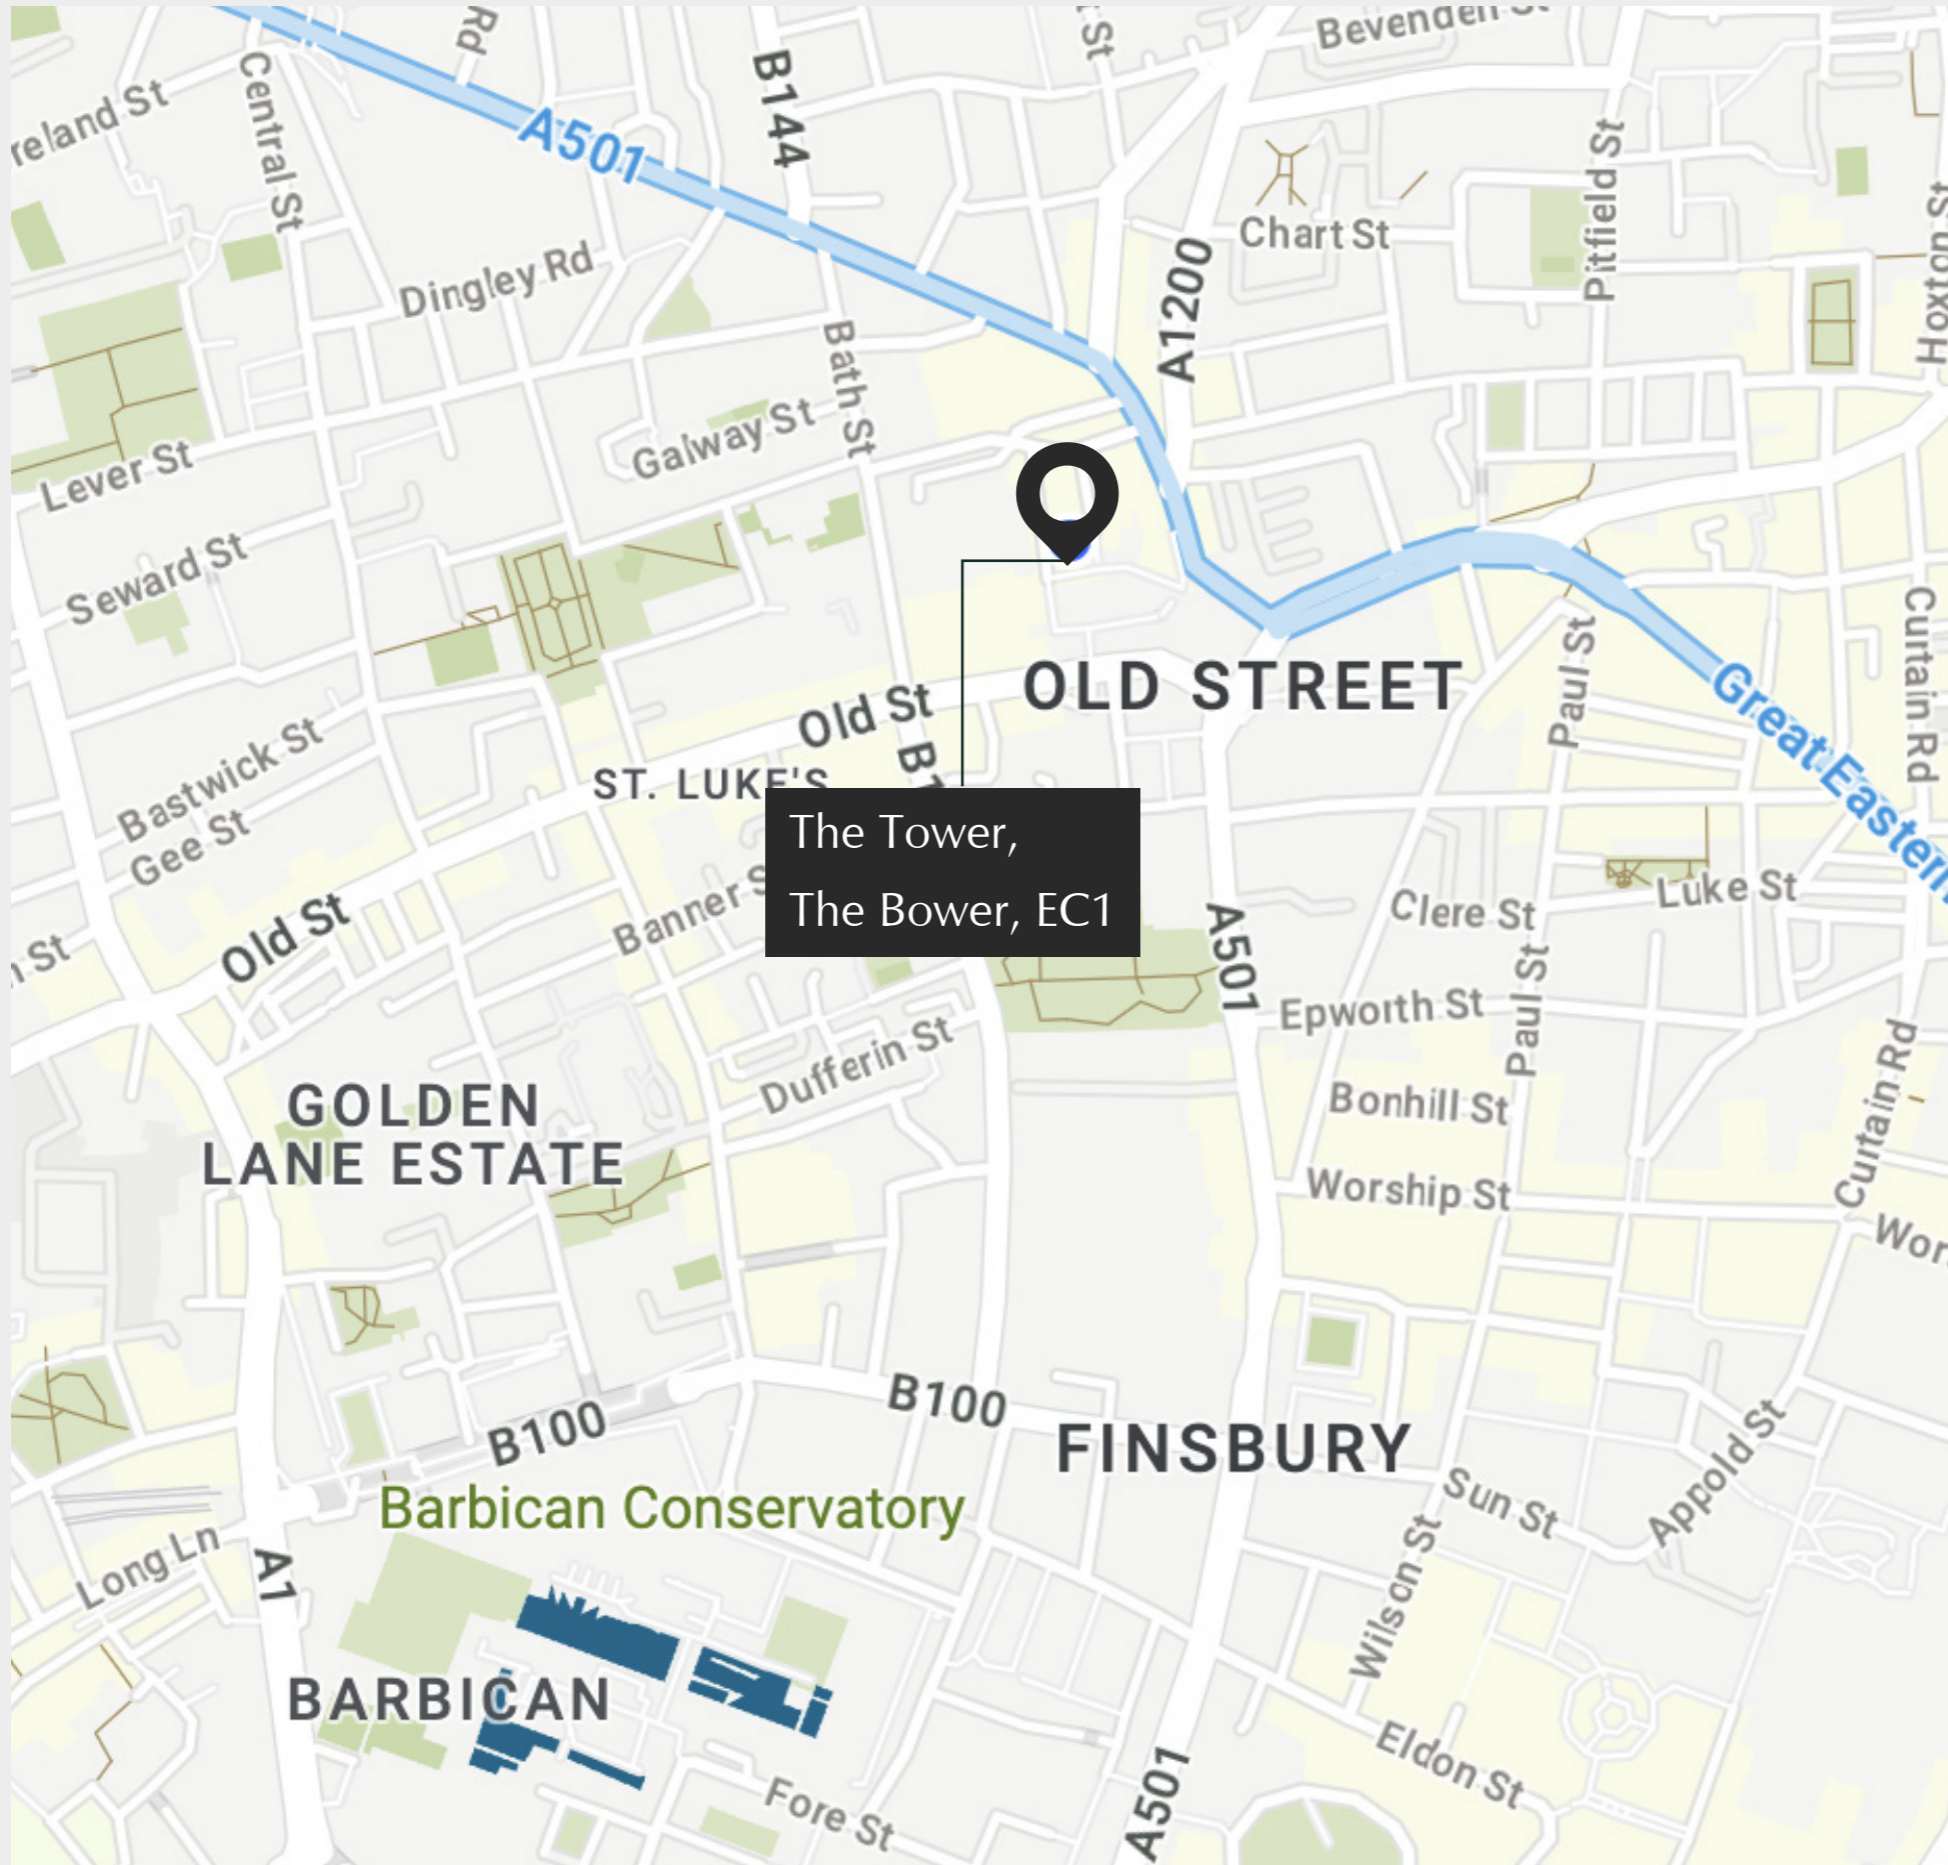 Rd
St
Bevenden St
B144
Central St
A501
Pitfield St
Chart St
Hoxton St
Dingley Rd
A1200
Bath St
Galway St
Lever St
Seward St
OLD STREET
Old St
Paul St
Curtain Rd
Great Eastern
Bastwick St
ST. LUKE'S
Gee St
The Tower,
The Bower, EC1
Banner S
Luke St
Clere St
Old St
St
A501
Paul St
Epworth St
Dufferin St
GOLDEN
LANE ESTATE
Bonhill St
Curtain Rd
Worship St
Wor
B100
B100
FINSBURY
Appold St
Sun St
Barbican Conservatory
Long Ln
A1
Wilson St
BARBICAN
Eldon St
Fore St
A501